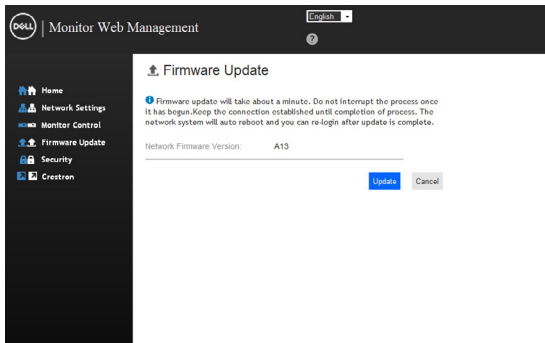 DELL | Monitor Web Management
English
?
Home
Network Settings
Monitor Control
Firmware Update
Security
Crestron
Firmware Update
Firmware update will take about a minute. Do not interrupt the process once
it has begun.Keep the connection established until completion of process. The
network system will auto reboot and you can re-login after update is complete.
Network Firmware Version: A13
Update Cancel